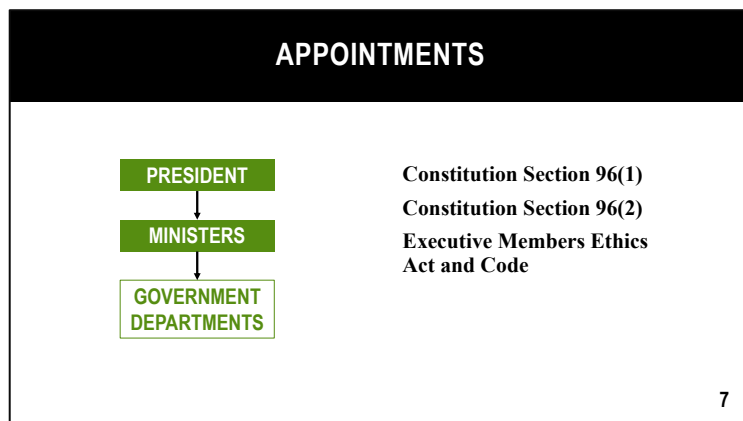 APPOINTMENTS
PRESIDENT
MINISTERS
GOVERNMENT
DEPARTMENTS
Constitution Section 96(1)
Constitution Section 96(2)
Executive Members Ethics
Act and Code
7